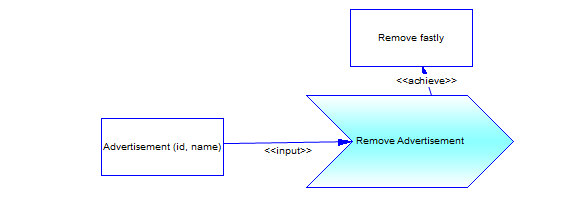 Remove fastly
<<achieve>>
Remove Advertisement
Advertisement (id, name)
<<input>>